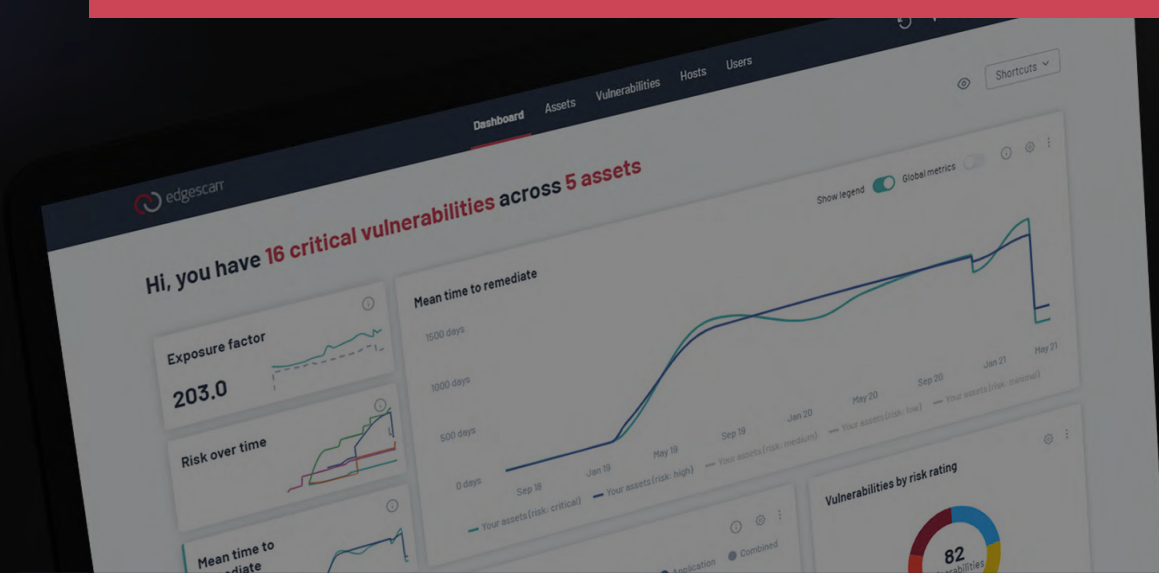 edgescan
Dashboard
Assets
Vulnerabilities
Hosts
Users
Shortcuts
Hi, you have 16 critical vulnerabilities across 5 assets
Exposure factor
203.0
Risk over time
Mean time to
Mean time to remediate
Show legend
Global metrics
1500 days
1000 days
500 days
0 days
Sep 18
Jan 19
May 19
Sep 19
Jan 20
May 20
Sep 20
Jan 21
May 21
Your assets (risk: critical)
Your assets (risk: high)
Your assets (risk: medium)
Your assets (risk: low)
Your assets (risk: minimal)
Application
Combined
Vulnerabilities by risk rating
82